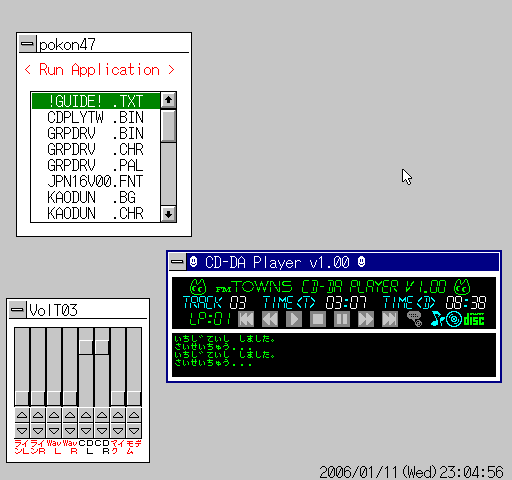 pokon47
< Run Application >
!GUIDE! .TXT
CDPLYTW .BIN
GRPDRV .BIN
GRPDRV .CHR
GRPDRV .PAL
JPN16V00.FNT
KAODUN .BG
KAODUN .CHR
CD-DA Player v1.00
FM TOWNS CD-DA PLAYER V1.00
TRACK 03 TIME<T> 03:07 TIME<D> 08:38
LP:01
disc
いちじていし しました。
さいせいちゅう...
いちじていし しました。
さいせいちゅう...
VolT03
ラインL ラインR Wav L Wav R CD L CD R マイク モデム
2006/01/11(Wed)23:04:56